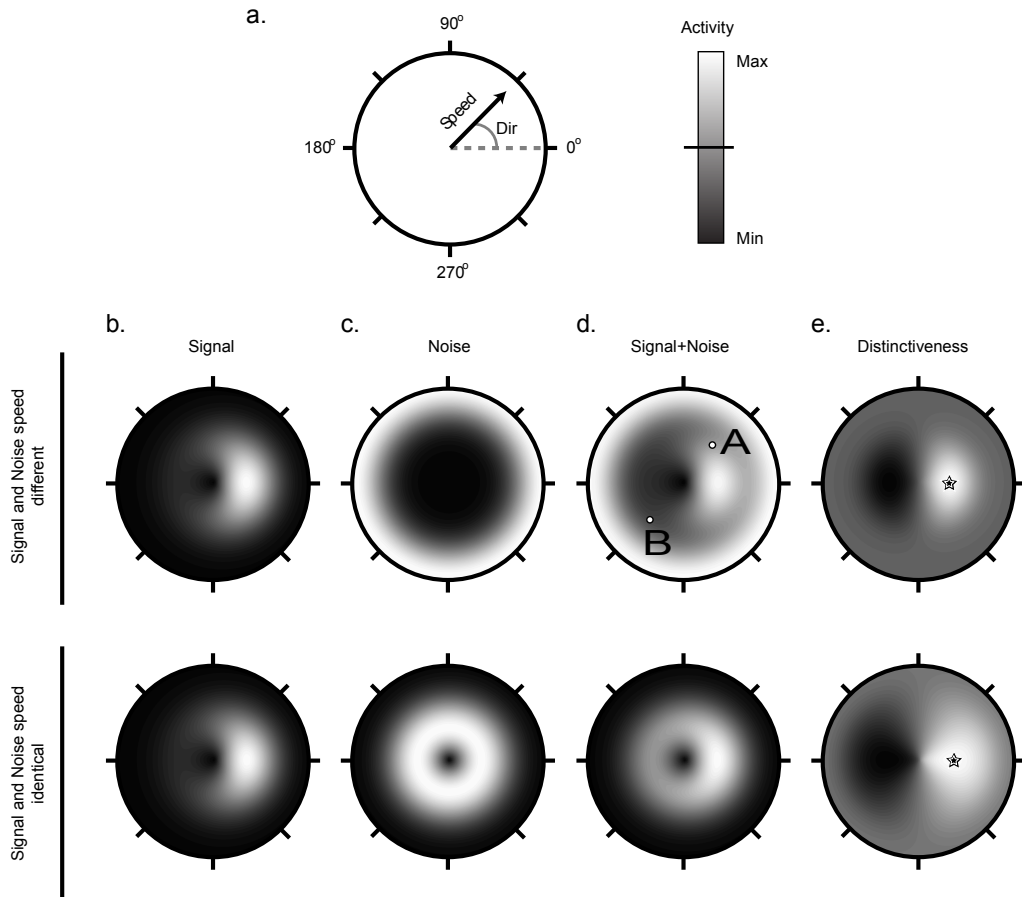 a.
90°
Activity
Max
Speed
Dir
180°
0°
Min
270°
b.
c.
d.
e.
Signal
Noise
Signal+Noise
Distinctiveness
Signal and Noise speed
different
A
B
Signal and Noise speed
identical